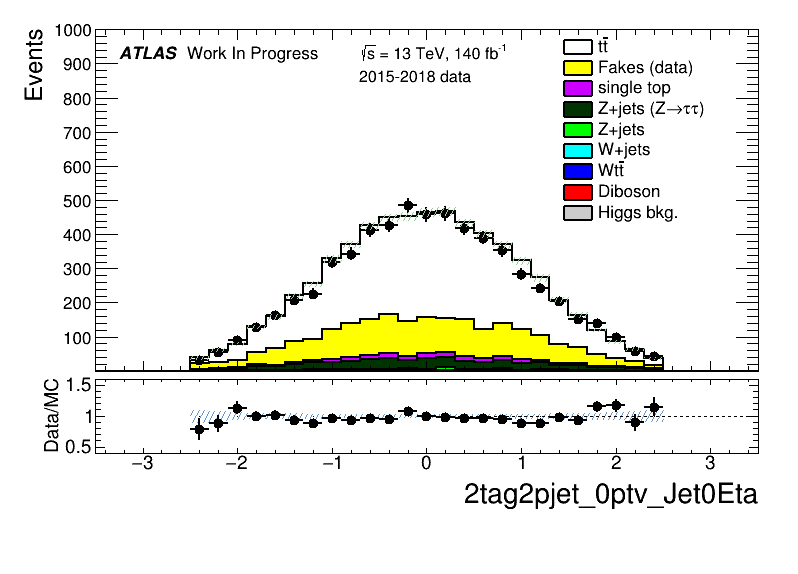 ATLAS Work In Progress
√s = 13 TeV, 140 fb⁻¹
2015-2018 data
tt̄
Fakes (data)
single top
Z+jets (Z→ττ)
Z+jets
W+jets
Wtt̄
Diboson
Higgs bkg.
Events
1000
900
800
700
600
500
400
300
200
100
Data/MC
1.5
1
0.5
−3 −2 −1 0 1 2 3
2tag2pjet_0ptv_Jet0Eta